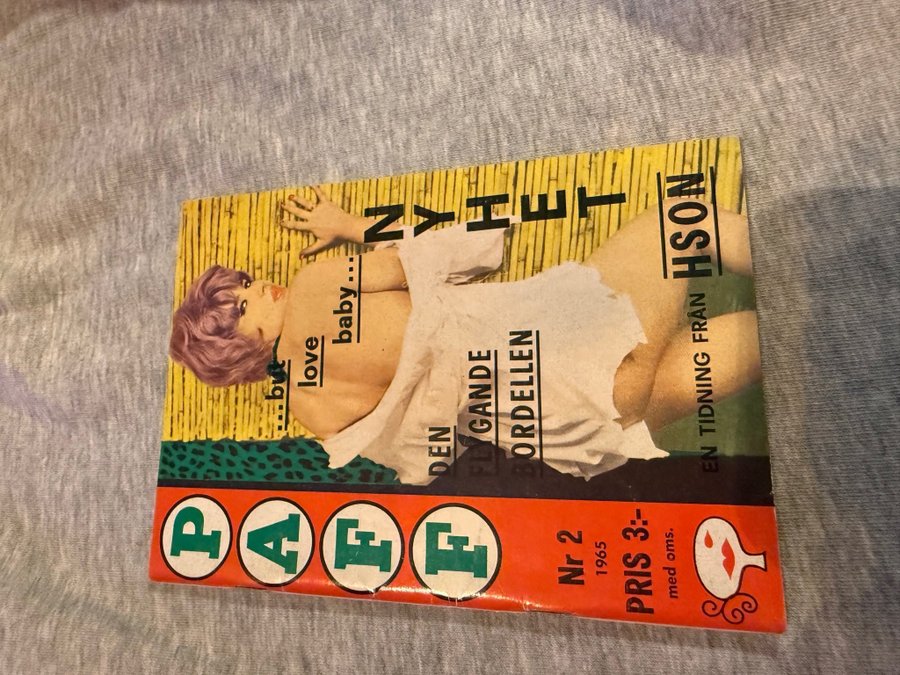 PAFF
Nr 2
1965
PRIS 3:-
med oms.
...but
love
baby...
NYHET
DEN
FLYGANDE
BORDELLEN
EN TIDNING FRÅN HSON